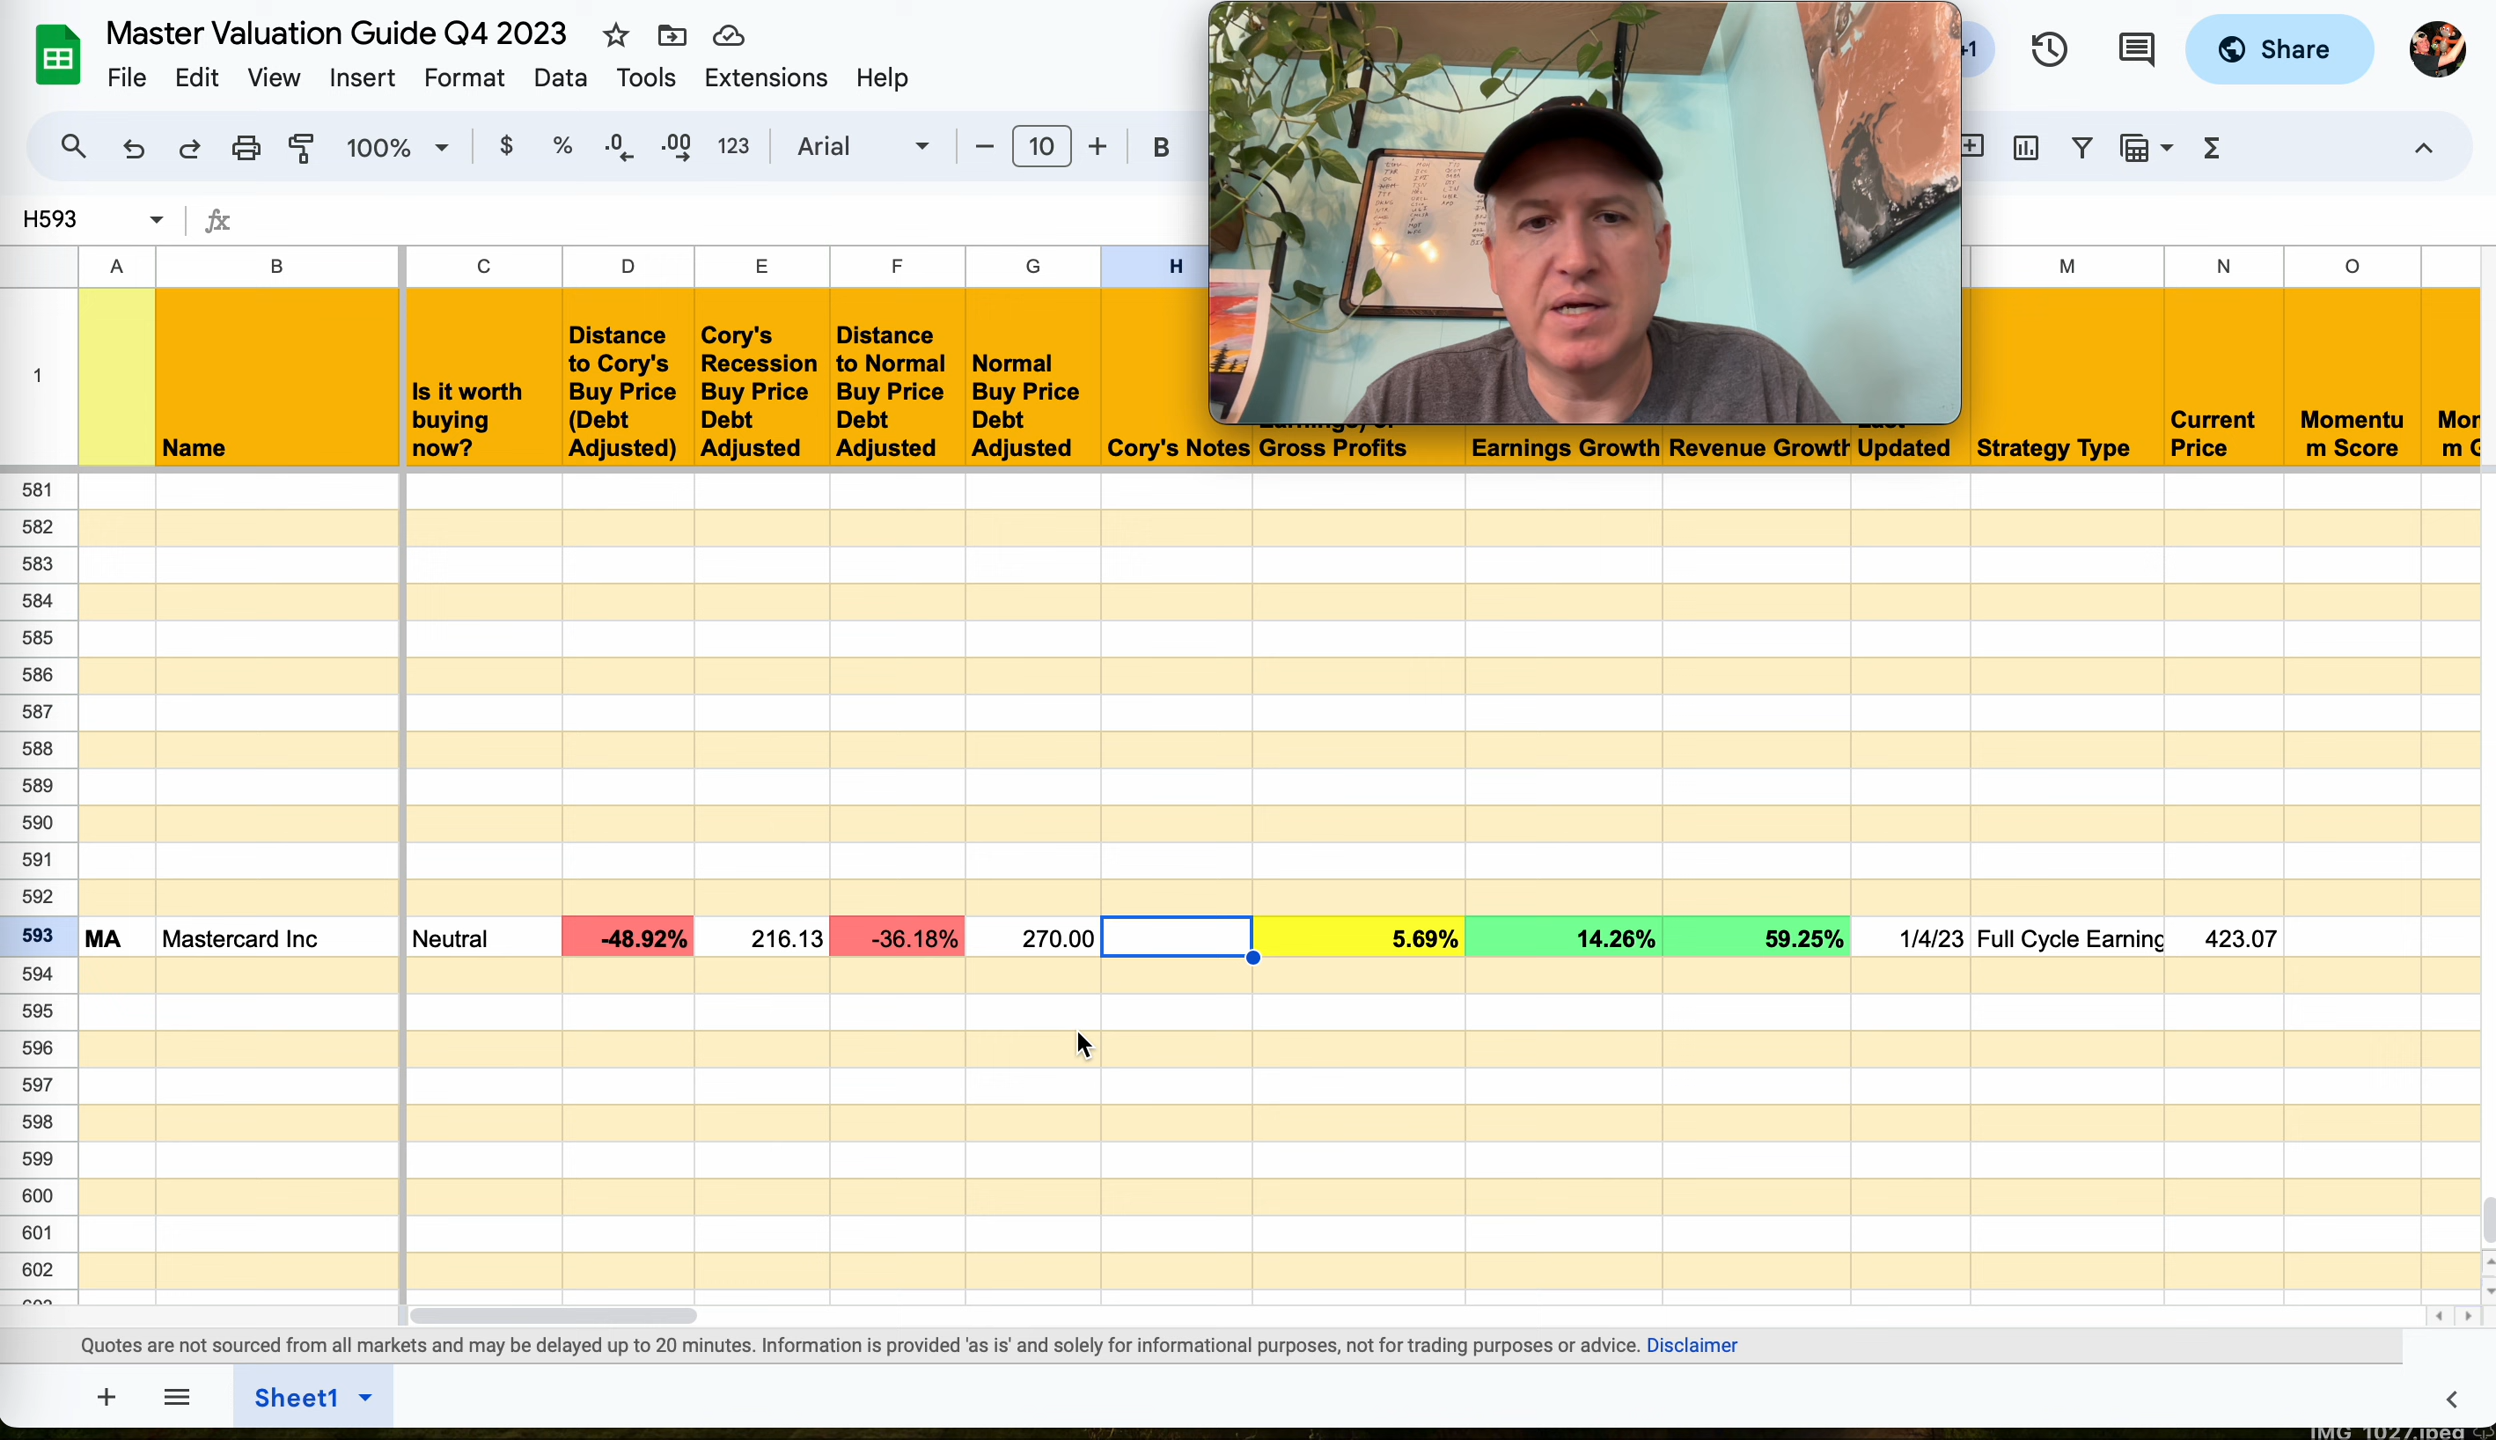 Master Valuation Guide Q4 2023
+1
Share
File Edit View Insert Format Data Tools Extensions Help
100% $ % .0 .00 123 Arial 10 B
H593
A B C D E F G H M N O
1
Name
Is it worth
buying
now?
Distance
to Cory's
Buy Price
(Debt
Adjusted)
Cory's
Recession
Buy Price
Debt
Adjusted
Distance
to Normal
Buy Price
Debt
Adjusted
Normal
Buy Price
Debt
Adjusted
Cory's Notes
Gross Profits
Earnings Growth
Revenue Growth
Last
Updated
Strategy Type
Current
Price
Momentu
m Score
581
582
583
584
585
586
587
588
589
590
591
592
593 MA Mastercard Inc Neutral -48.92% 216.13 -36.18% 270.00 5.69% 14.26% 59.25% 1/4/23 Full Cycle Earning 423.07
594
595
596
597
598
599
600
601
602
Quotes are not sourced from all markets and may be delayed up to 20 minutes. Information is provided 'as is' and solely for informational purposes, not for trading purposes or advice. Disclaimer
Sheet1